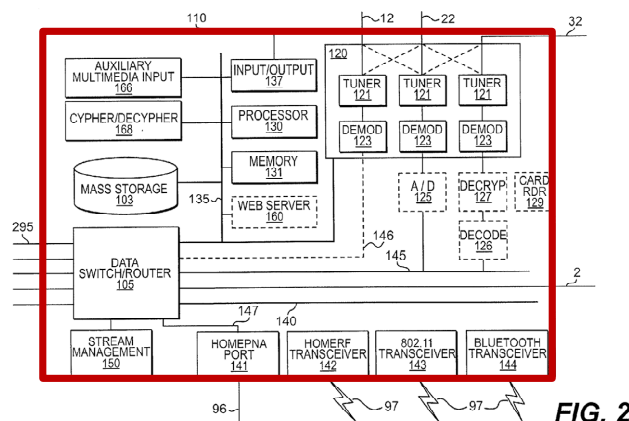 110
12
22
32
120
AUXILIARY
MULTIMEDIA INPUT
166
INPUT/OUTPUT
137
TUNER
121
TUNER
121
TUNER
121
CYPHER/DECYPHER
168
PROCESSOR
130
DEMOD
123
DEMOD
123
DEMOD
123
MASS STORAGE
103
MEMORY
131
135
WEB SERVER
160
A/D
125
DECRYP
127
CARD
RDR
129
DECODE
126
295
146
145
DATA
SWITCH/ROUTER
105
2
147
140
STREAM
MANAGEMENT
150
HOMEPNA
PORT
141
HOMERF
TRANSCEIVER
142
802.11
TRANSCEIVER
143
BLUETOOTH
TRANSCEIVER
144
96
97
97
FIG. 2